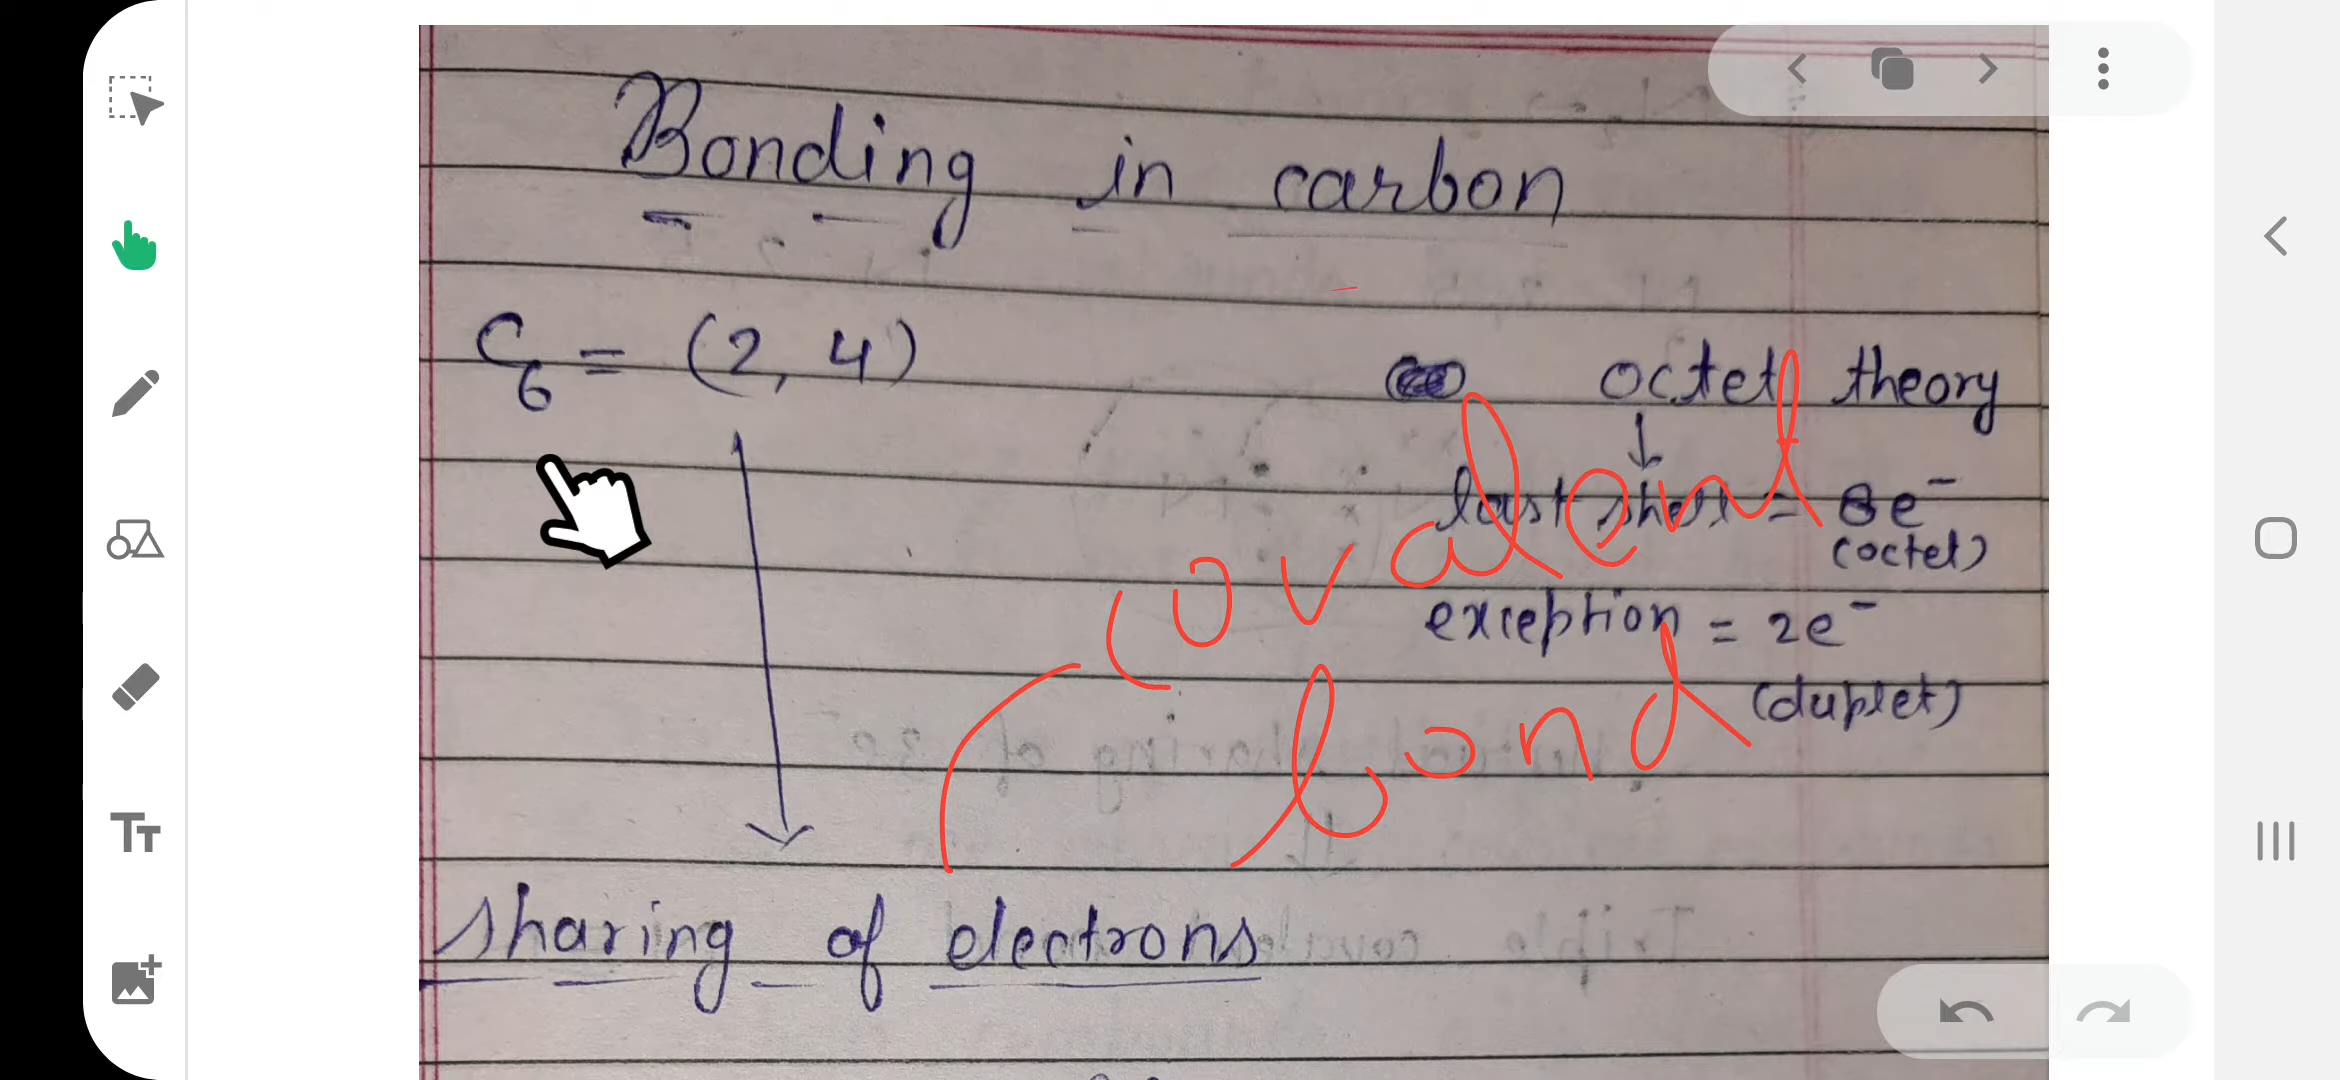 Bonding in carbon
C6 = (2, 4)
octet theory
↓
last shell = 8e⁻
(octet)
exception = 2e⁻
(duplet)
covalent
bond
sharing of electrons
TT